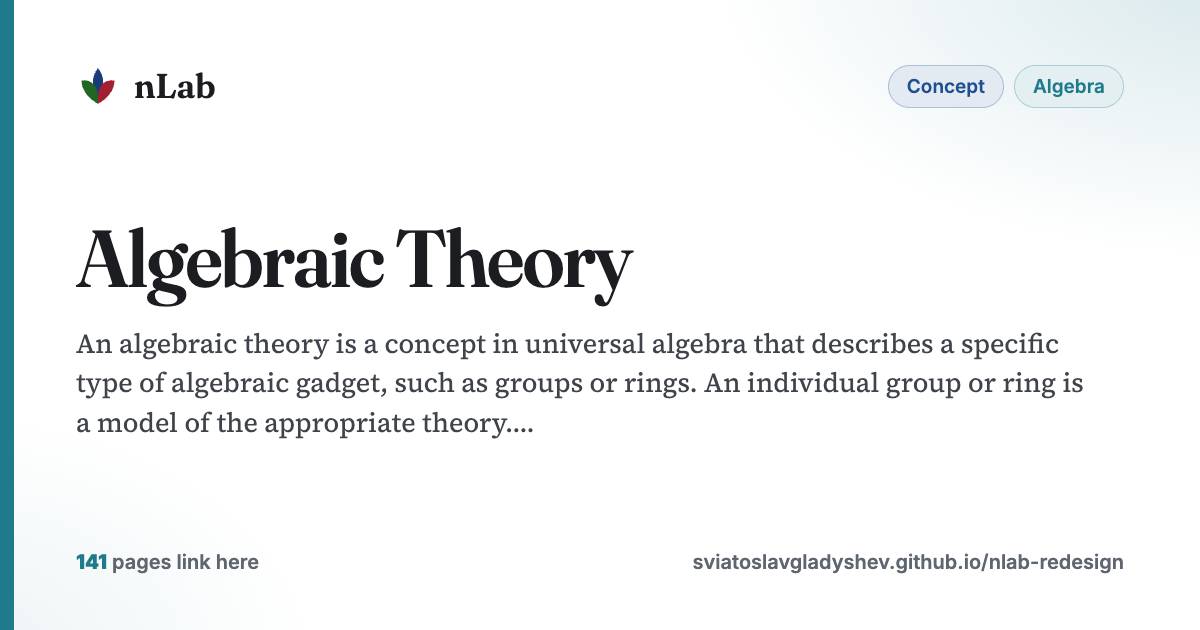 nLab
Concept
Algebra
Algebraic Theory
An algebraic theory is a concept in universal algebra that describes a specific
type of algebraic gadget, such as groups or rings. An individual group or ring is
a model of the appropriate theory....
141 pages link here
sviatoslavgladyshev.github.io/nlab-redesign